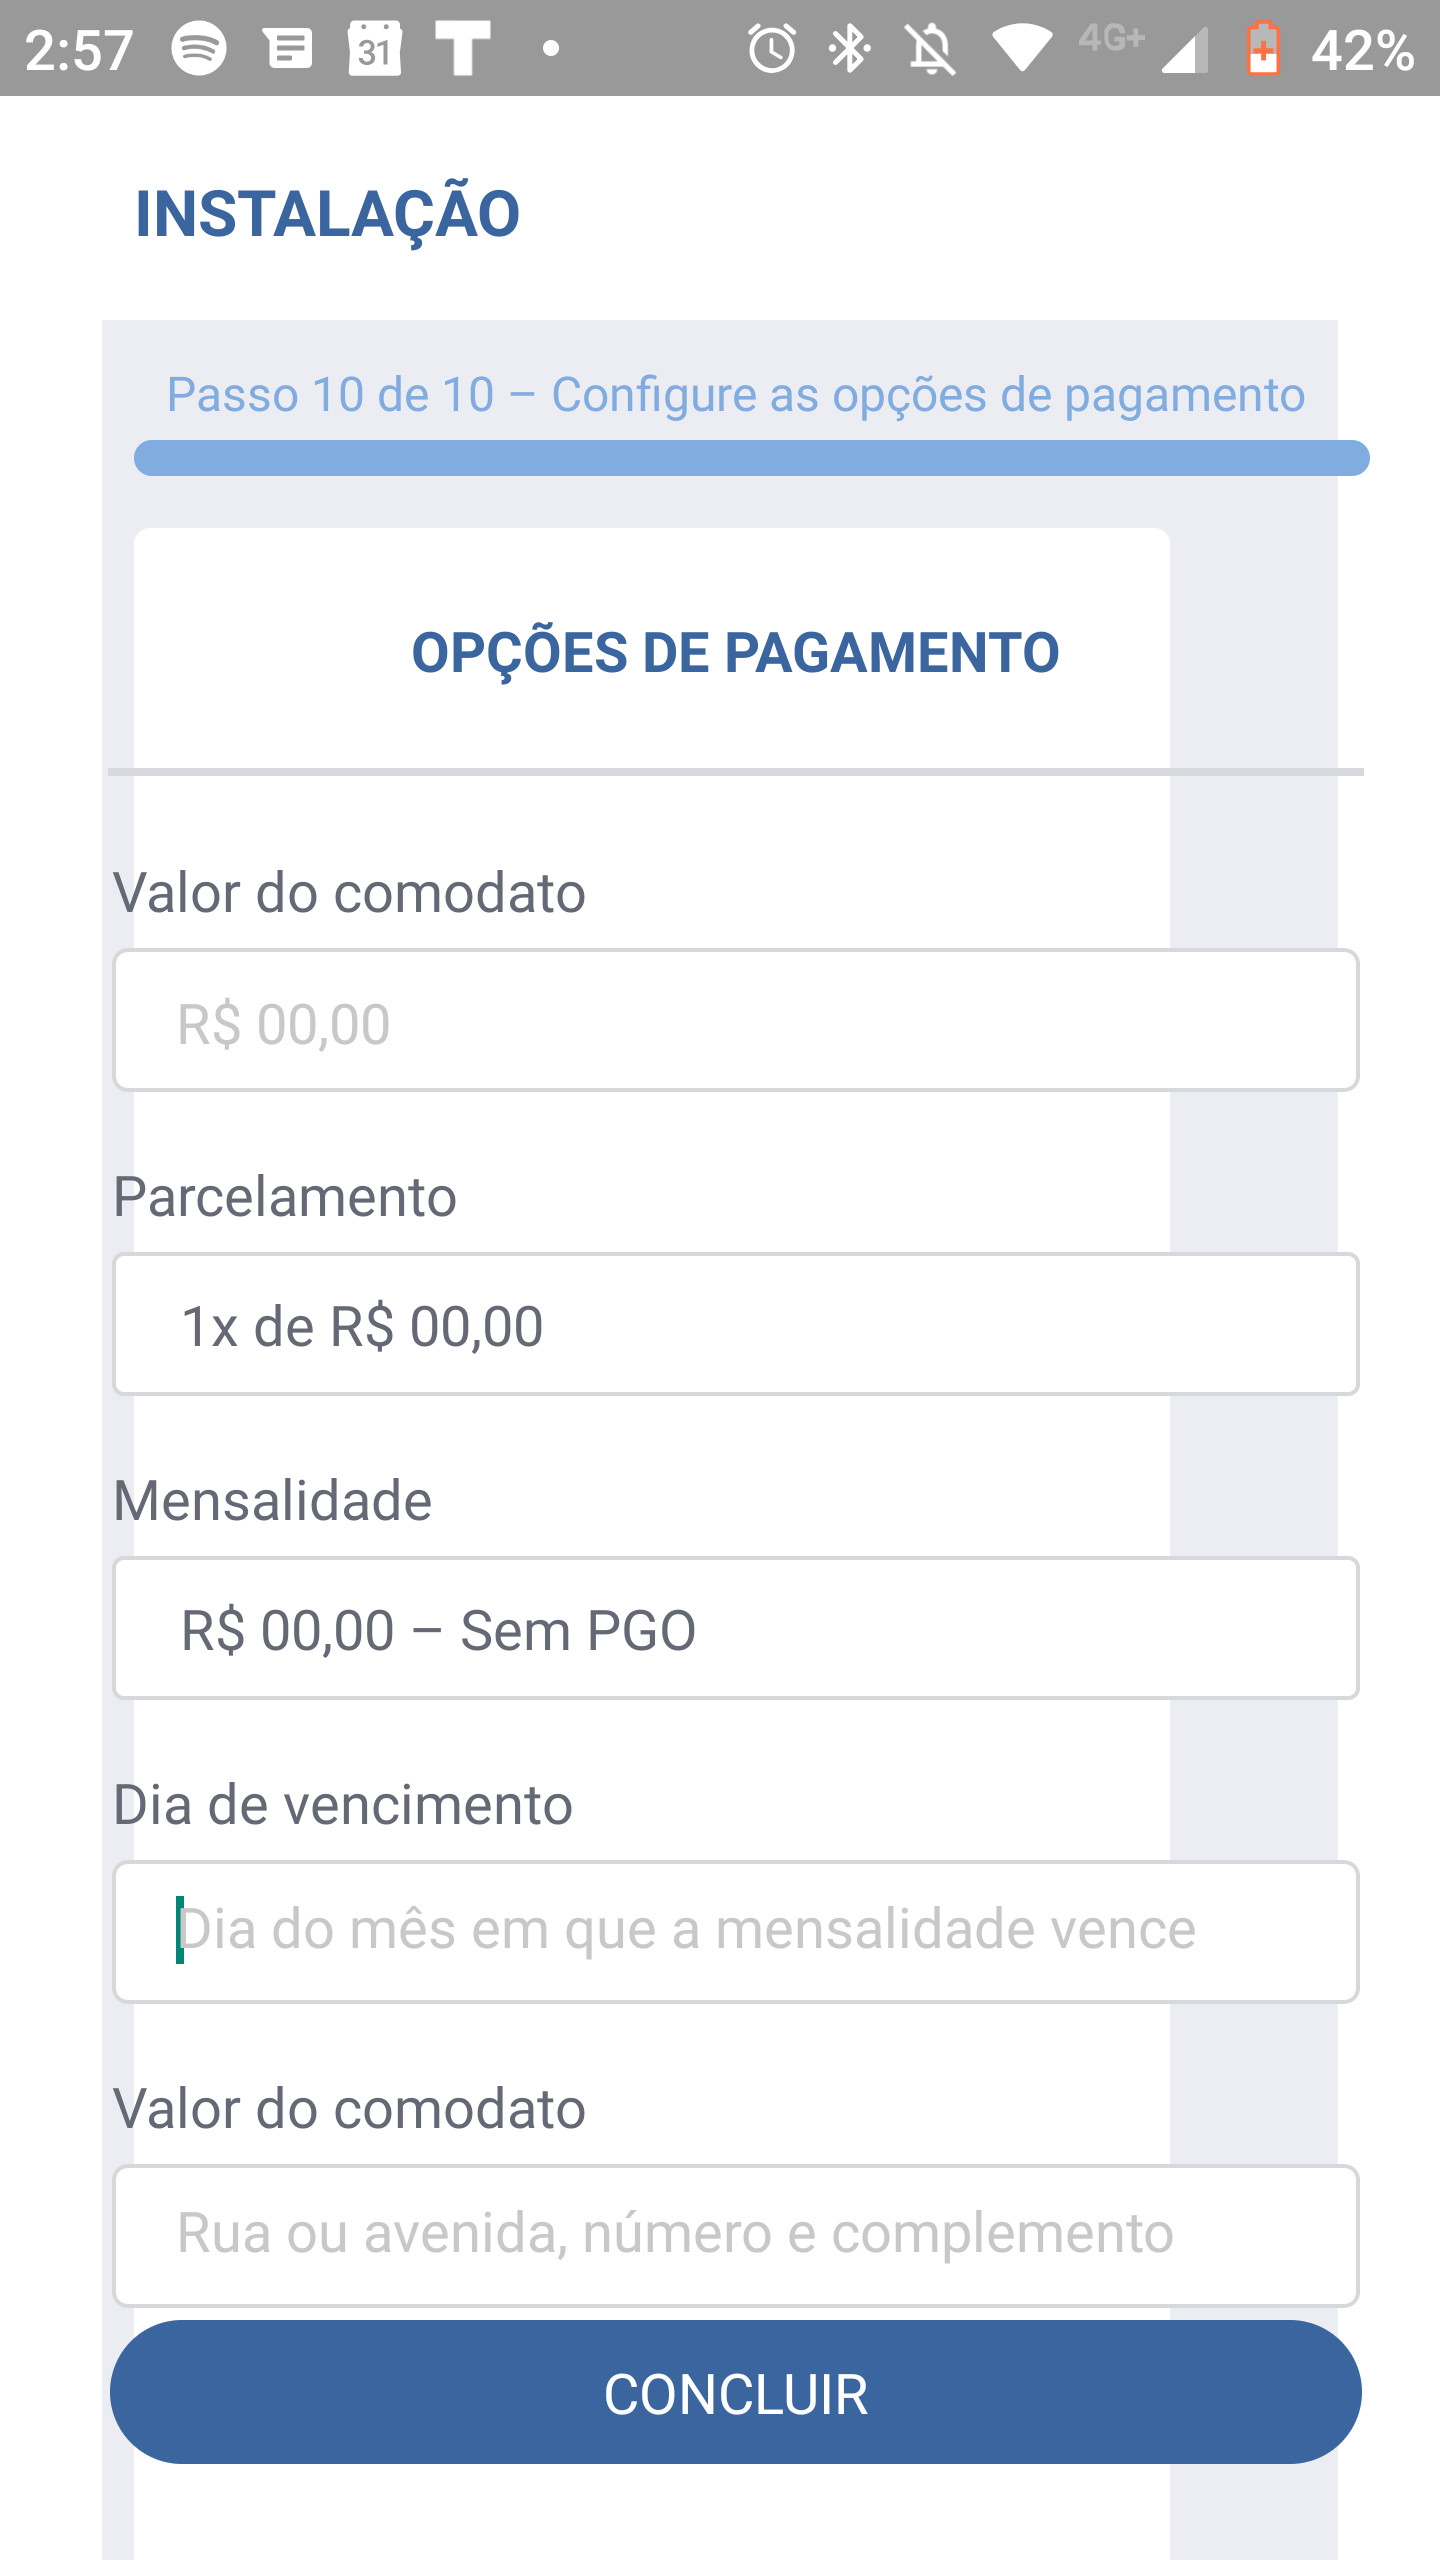 2:57 31 T 4G+ 42%
INSTALAÇÃO
Passo 10 de 10 – Configure as opções de pagamento
OPÇÕES DE PAGAMENTO
Valor do comodato
R$ 00,00
Parcelamento
1x de R$ 00,00
Mensalidade
R$ 00,00 – Sem PGO
Dia de vencimento
Dia do mês em que a mensalidade vence
Valor do comodato
Rua ou avenida, número e complemento
CONCLUIR